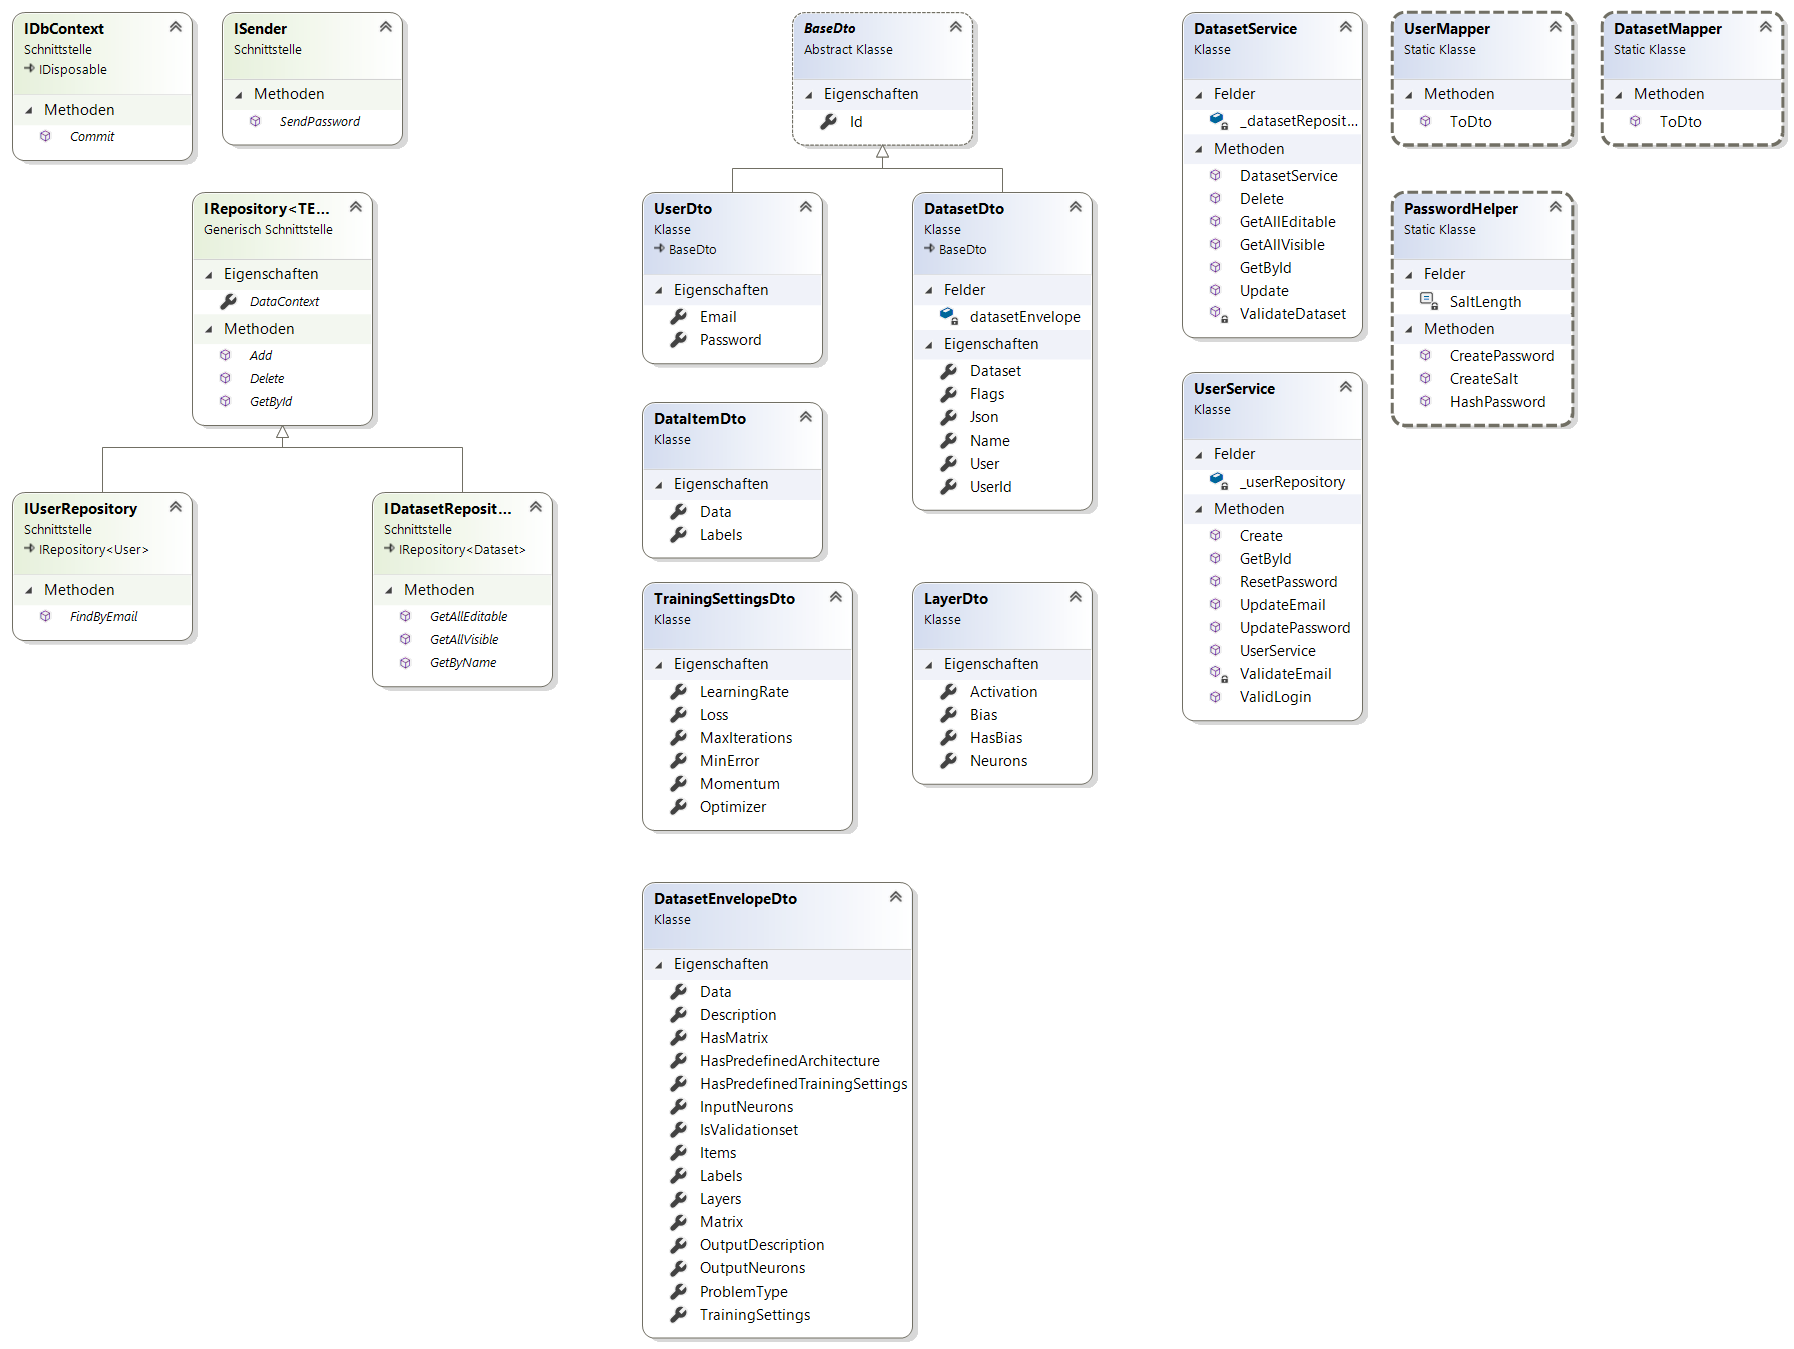 IDbContext
Schnittstelle
IDisposable
Methoden
Commit
ISender
Schnittstelle
Methoden
SendPassword
IRepository<TE...
Generisch Schnittstelle
Eigenschaften
DataContext
Methoden
Add
Delete
GetById
IUserRepository
Schnittstelle
IRepository<User>
Methoden
FindByEmail
IDatasetReposit...
Schnittstelle
IRepository<Dataset>
Methoden
GetAllEditable
GetAllVisible
GetByName
BaseDto
Abstract Klasse
Eigenschaften
Id
UserDto
Klasse
BaseDto
Eigenschaften
Email
Password
DatasetDto
Klasse
BaseDto
Felder
datasetEnvelope
Eigenschaften
Dataset
Flags
Json
Name
User
UserId
DataItemDto
Klasse
Eigenschaften
Data
Labels
TrainingSettingsDto
Klasse
Eigenschaften
LearningRate
Loss
MaxIterations
MinError
Momentum
Optimizer
LayerDto
Klasse
Eigenschaften
Activation
Bias
HasBias
Neurons
DatasetEnvelopeDto
Klasse
Eigenschaften
Data
Description
HasMatrix
HasPredefinedArchitecture
HasPredefinedTrainingSettings
InputNeurons
IsValidationset
Items
Labels
Layers
Matrix
OutputDescription
OutputNeurons
ProblemType
TrainingSettings
DatasetService
Klasse
Felder
_datasetReposit...
Methoden
DatasetService
Delete
GetAllEditable
GetAllVisible
GetById
Update
ValidateDataset
UserService
Klasse
Felder
_userRepository
Methoden
Create
GetById
ResetPassword
UpdateEmail
UpdatePassword
UserService
ValidateEmail
ValidLogin
UserMapper
Static Klasse
Methoden
ToDto
DatasetMapper
Static Klasse
Methoden
ToDto
PasswordHelper
Static Klasse
Felder
SaltLength
Methoden
CreatePassword
CreateSalt
HashPassword